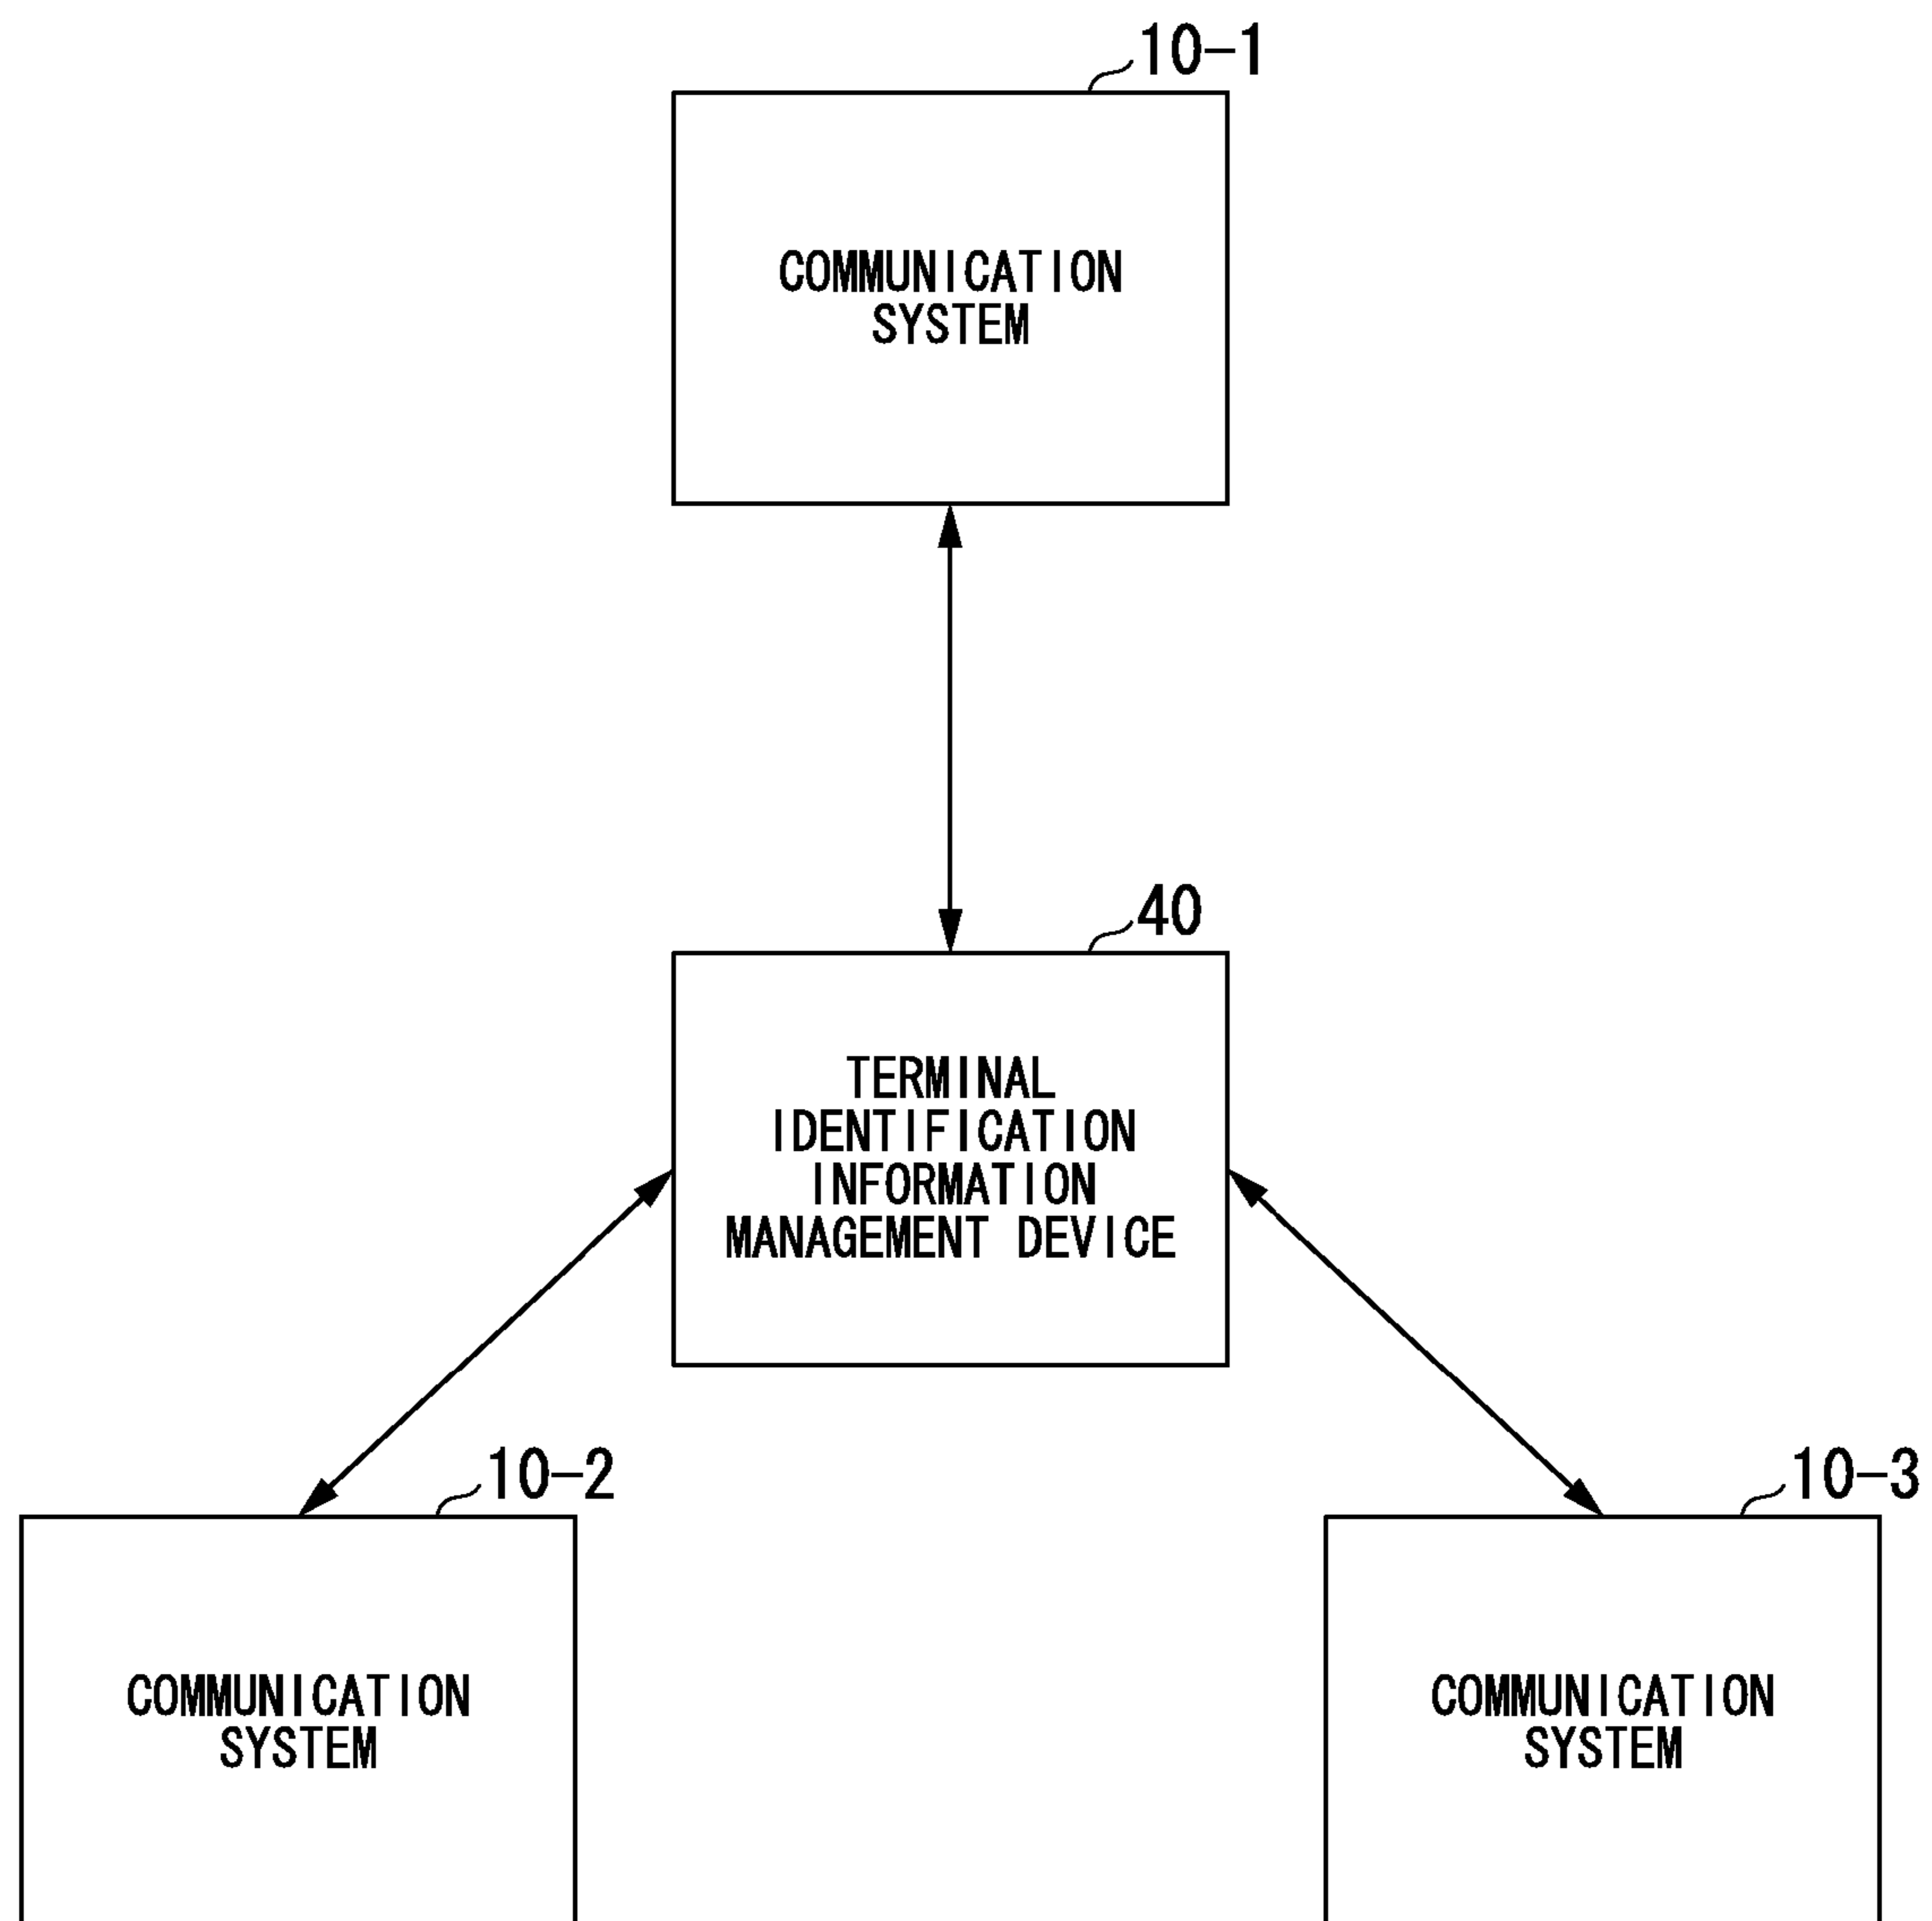 10-1
COMMUNICATION
SYSTEM
40
TERMINAL
IDENTIFICATION
INFORMATION
MANAGEMENT DEVICE
10-2
COMMUNICATION
SYSTEM
10-3
COMMUNICATION
SYSTEM